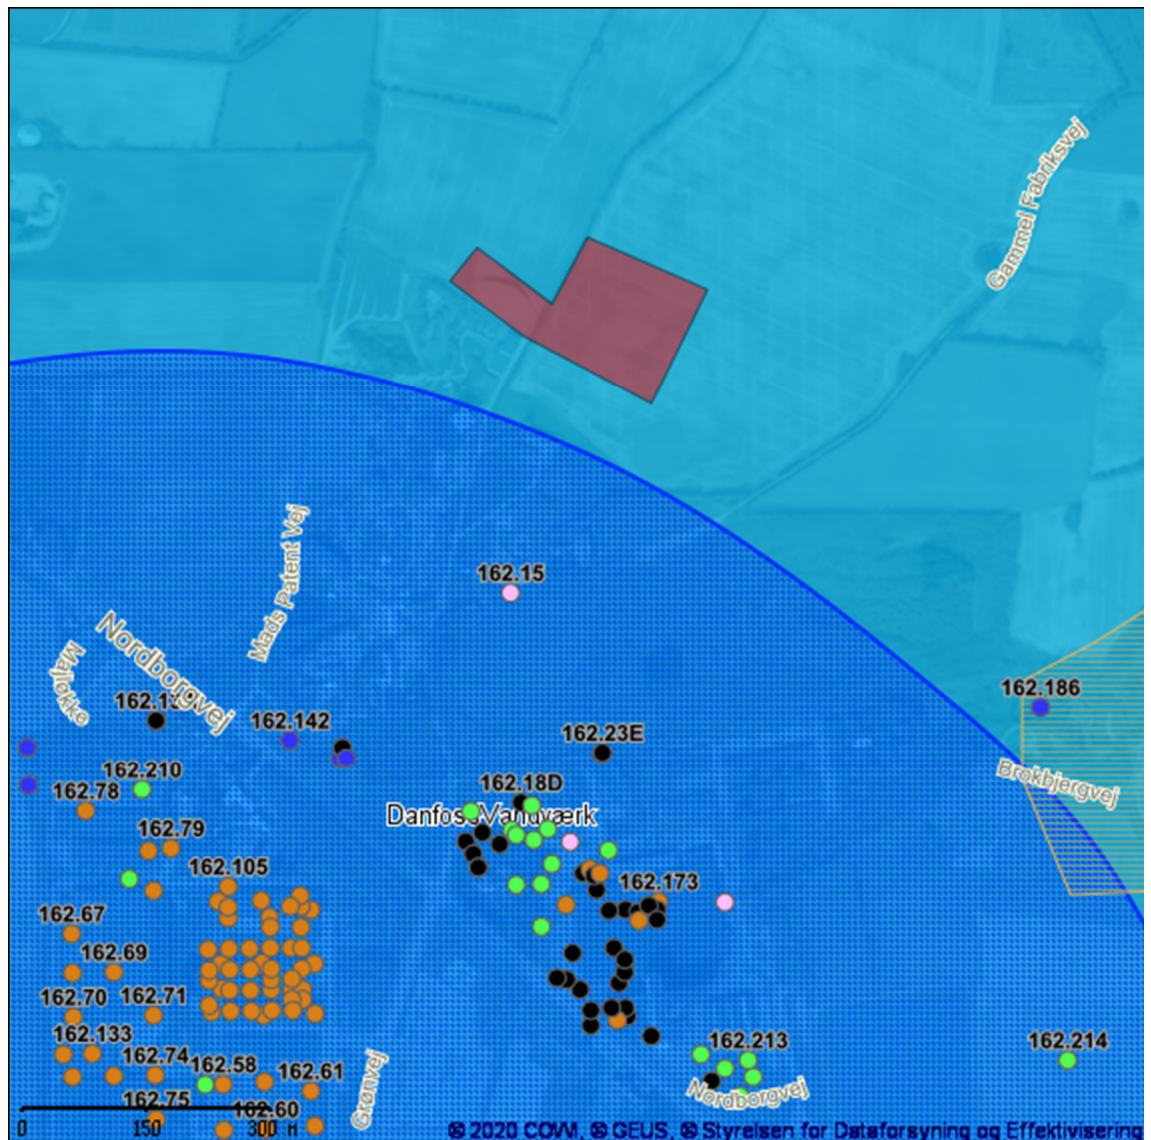 Gammel Fabriksvej
162.15
Mads Patent Vej
Nordborgvej
Majløkke
162.142
162.186
162.23E
162.210
Brokbjergvej
162.78
162.18D
Danfoss Vandværk
162.79
162.105
162.173
162.67
162.69
162.70
162.71
162.133
162.213
162.214
162.74
162.58
162.61
Nordborgvej
Grønvej
162.75
162.60
0 150 300 M
© 2020 COWI, © GEUS, © Styrelsen for Dataforsyning og Effektivisering